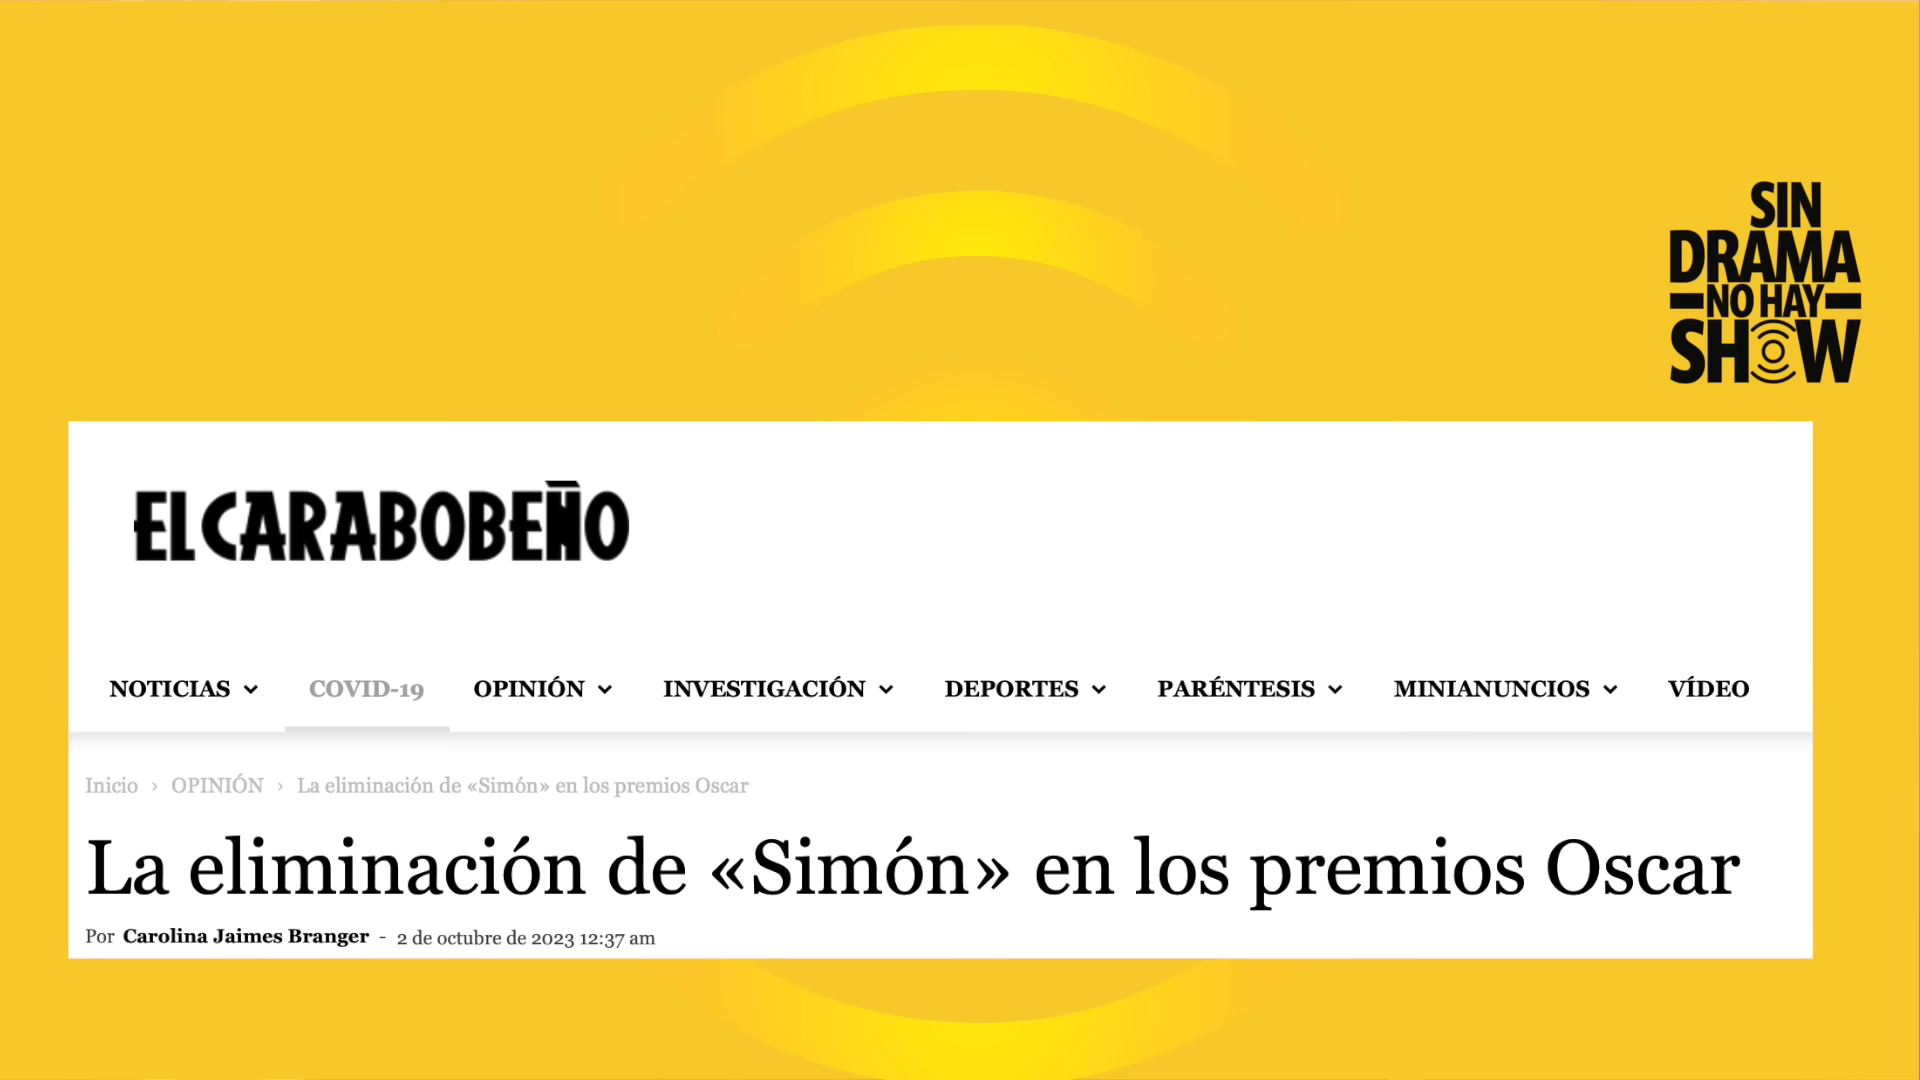 SIN
DRAMA
NO HAY
SHOW
EL CARABOBEÑO
NOTICIAS COVID-19 OPINIÓN INVESTIGACIÓN DEPORTES PARÉNTESIS MINIANUNCIOS VÍDEO
Inicio › OPINIÓN › La eliminación de «Simón» en los premios Oscar
La eliminación de «Simón» en los premios Oscar
Por Carolina Jaimes Branger - 2 de octubre de 2023 12:37 am